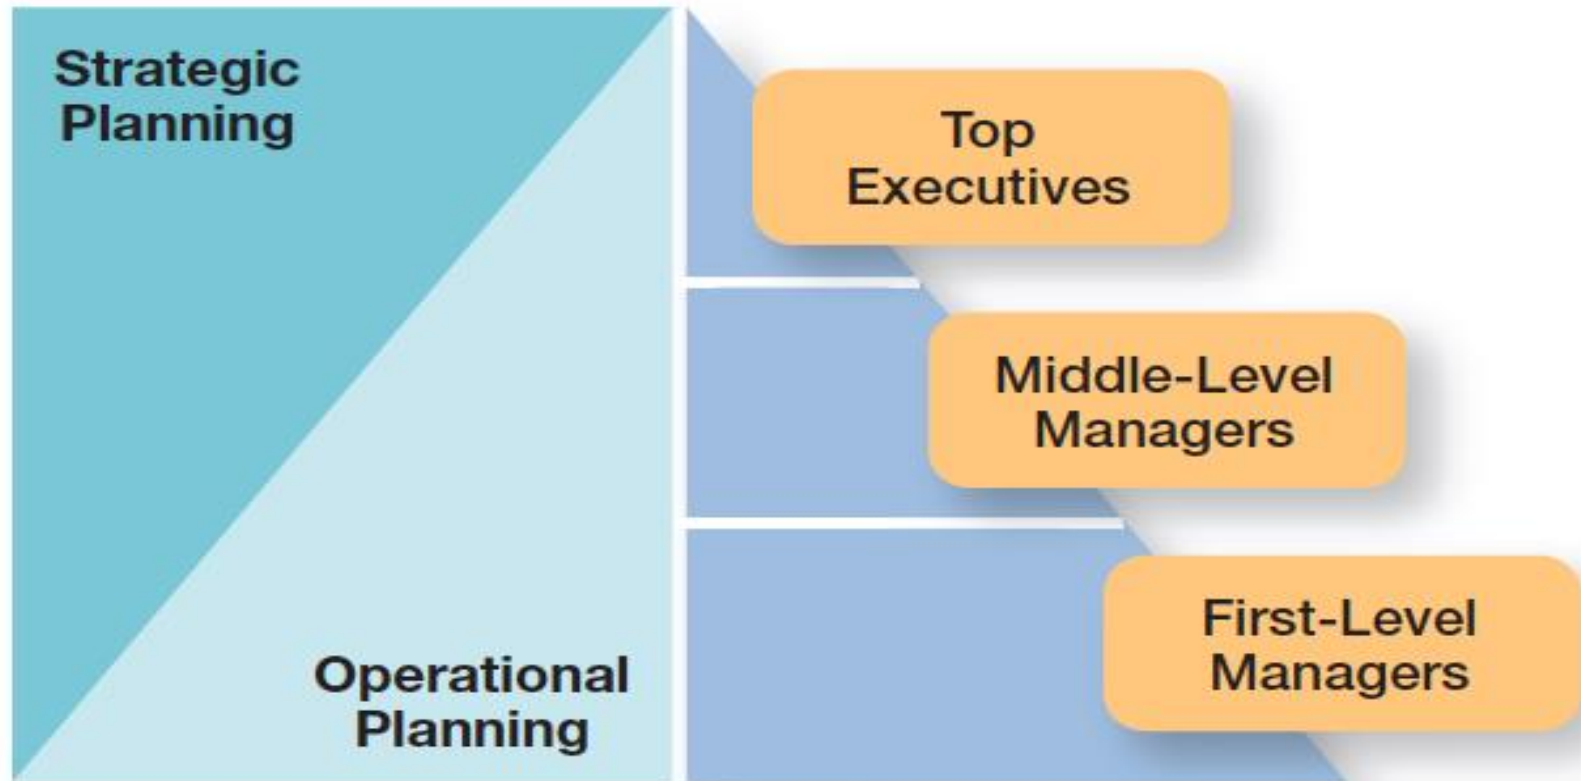 Strategic
Planning
Top
Executives
Middle-Level
Managers
First-Level
Managers
Operational
Planning